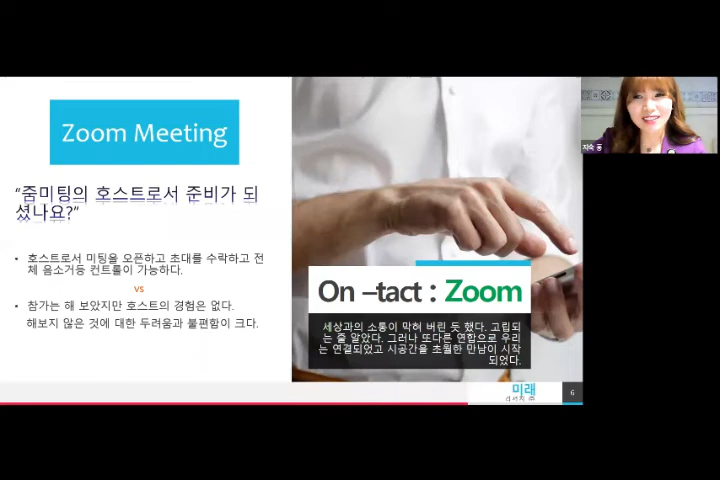 Zoom Meeting
“줌미팅의 호스트로서 준비가 되
셨나요?”
• 호스트로서 미팅을 오픈하고 초대를 수락하고 전
체 음소거등 컨트롤이 가능하다.
vs
• 참가는 해 보았지만 호스트의 경험은 없다.
해보지 않은 것에 대한 두려움과 불편함이 크다.
On –tact : Zoom
세상과의 소통이 막혀 버린 듯 했다. 고립되
는 줄 알았다. 그러나 또다른 연합으로 우리
는 연결되었고 시공간을 초월한 만남이 시작
되었다.
미래
6